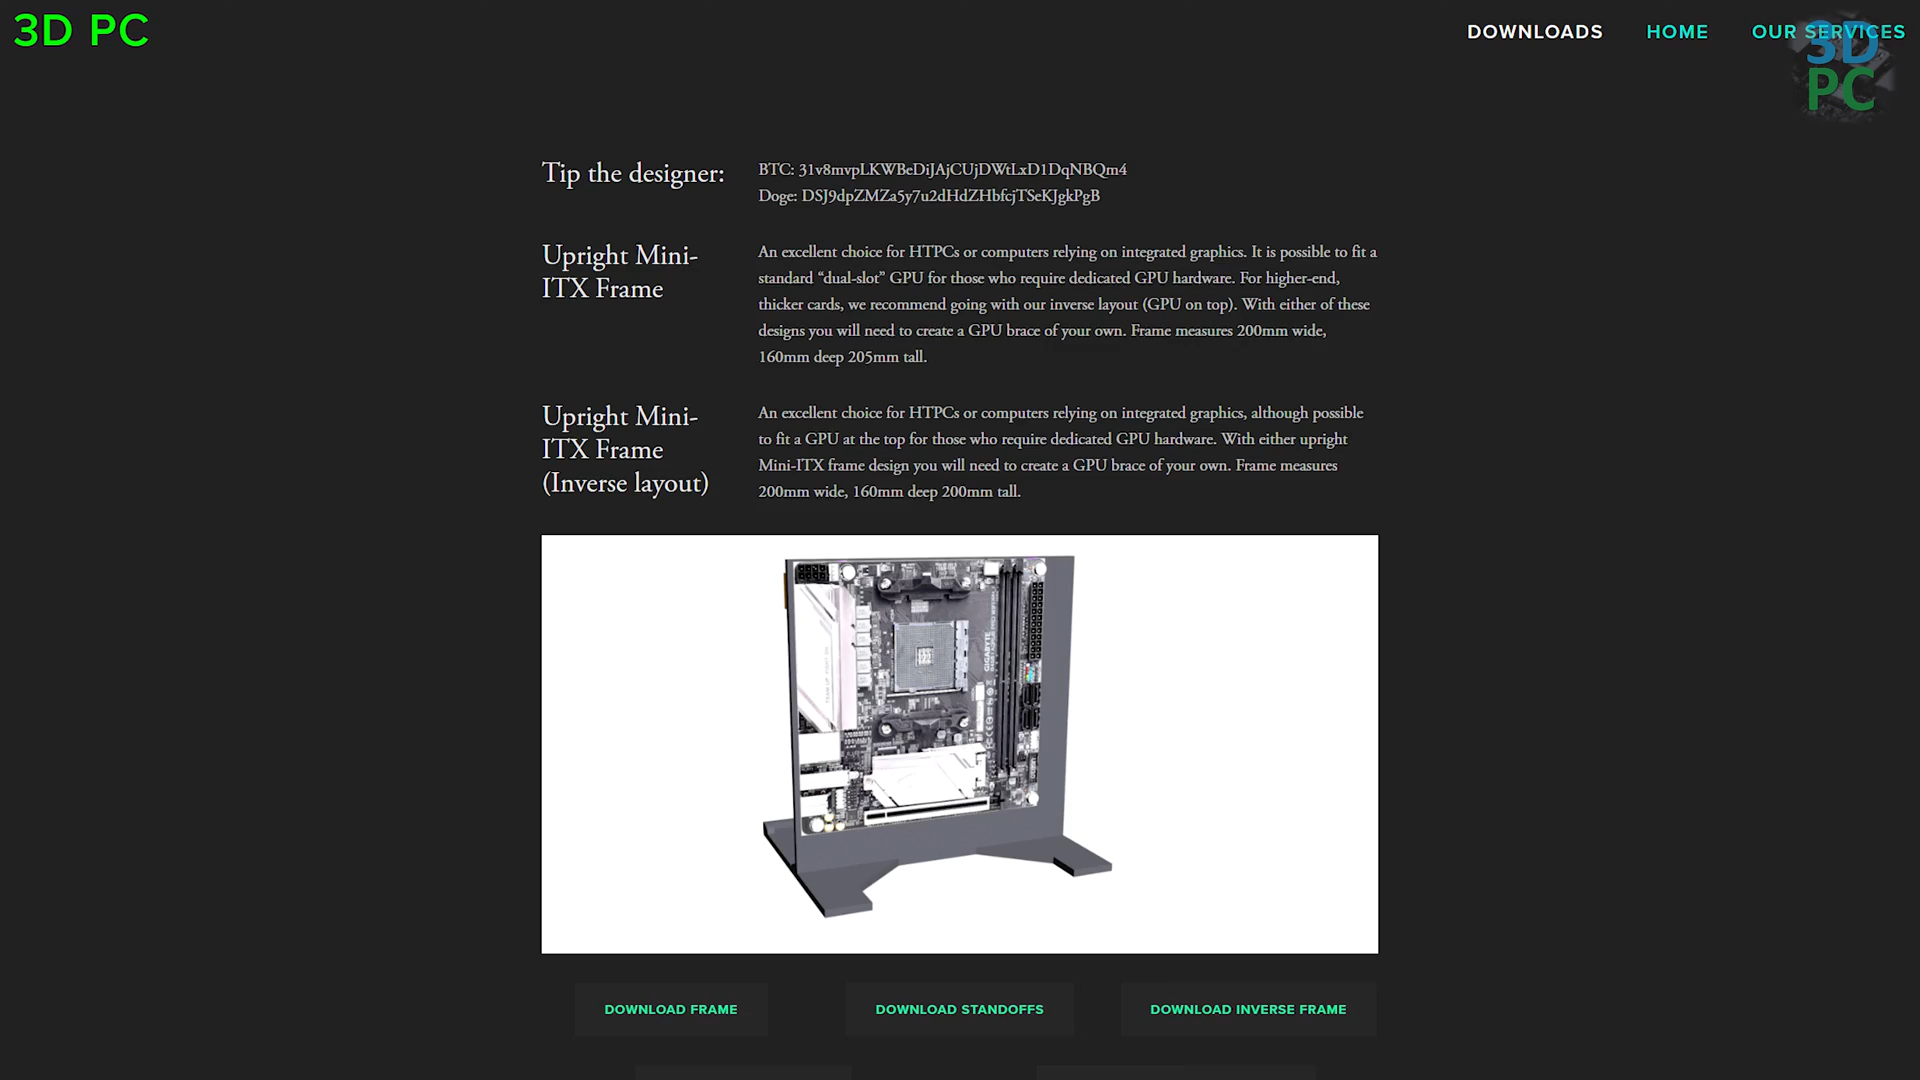 3D PC
DOWNLOADS
HOME
OUR SERVICES
3D
PC
Tip the designer:
BTC: 31v8mvpLKWBeDiJAjCUjDWtLxD1DqNBQm4
Doge: DSJ9dpZMZa5y7u2dHdZHbfcjTSeKJgkPgB
Upright Mini-
ITX Frame
An excellent choice for HTPCs or computers relying on integrated graphics. It is possible to fit a
standard “dual-slot” GPU for those who require dedicated GPU hardware. For higher-end,
thicker cards, we recommend going with our inverse layout (GPU on top). With either of these
designs you will need to create a GPU brace of your own. Frame measures 200mm wide,
160mm deep 205mm tall.
Upright Mini-
ITX Frame
(Inverse layout)
An excellent choice for HTPCs or computers relying on integrated graphics, although possible
to fit a GPU at the top for those who require dedicated GPU hardware. With either upright
Mini-ITX frame design you will need to create a GPU brace of your own. Frame measures
200mm wide, 160mm deep 200mm tall.
GIGABYTE
DOWNLOAD FRAME
DOWNLOAD STANDOFFS
DOWNLOAD INVERSE FRAME